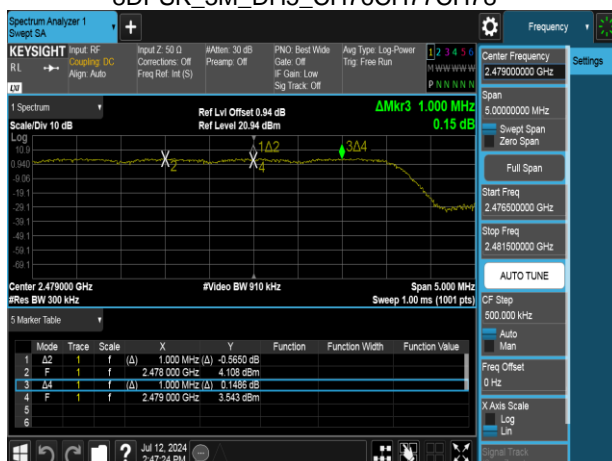 8DPSK_3M_DH5_CH76CH77CH78
Spectrum Analyzer 1
Swept SA
Frequency
KEYSIGHT Input: RF
Coupling: DC
Align: Auto
RL
Input Z: 50 Ω
Corrections: Off
Freq Ref: Int (S)
#Atten: 30 dB
Preamp: Off
PNO: Best Wide
Gate: Off
IF Gain: Low
Sig Track: Off
Avg Type: Log-Power
Trig: Free Run
1 2 3 4 5 6
M W W W W W
P N N N N N
LXI
1 Spectrum
Scale/Div 10 dB
Ref Lvl Offset 0.94 dB
Ref Level 20.94 dBm
ΔMkr3 1.000 MHz
0.15 dB
Log
10.9
0.940
-9.06
-19.1
-29.1
-39.1
-49.1
-59.1
-69.1
2
1Δ2
4
3Δ4
Center 2.479000 GHz
#Res BW 300 kHz
#Video BW 910 kHz
Span 5.000 MHz
Sweep 1.00 ms (1001 pts)
5 Marker Table
Mode Trace Scale X Y Function Function Width Function Value
1 Δ2 1 f (Δ) 1.000 MHz (Δ) -0.5650 dB
2 F 1 f 2.478 000 GHz 4.108 dBm
3 Δ4 1 f (Δ) 1.000 MHz (Δ) 0.1486 dB
4 F 1 f 2.479 000 GHz 3.543 dBm
5
6
Jul 12, 2024
2:47:24 PM
Center Frequency
2.479000000 GHz
Settings
Span
5.00000000 MHz
Swept Span
Zero Span
Full Span
Start Freq
2.476500000 GHz
Stop Freq
2.481500000 GHz
AUTO TUNE
CF Step
500.000 kHz
Auto
Man
Freq Offset
0 Hz
X Axis Scale
Log
Lin
Signal Track